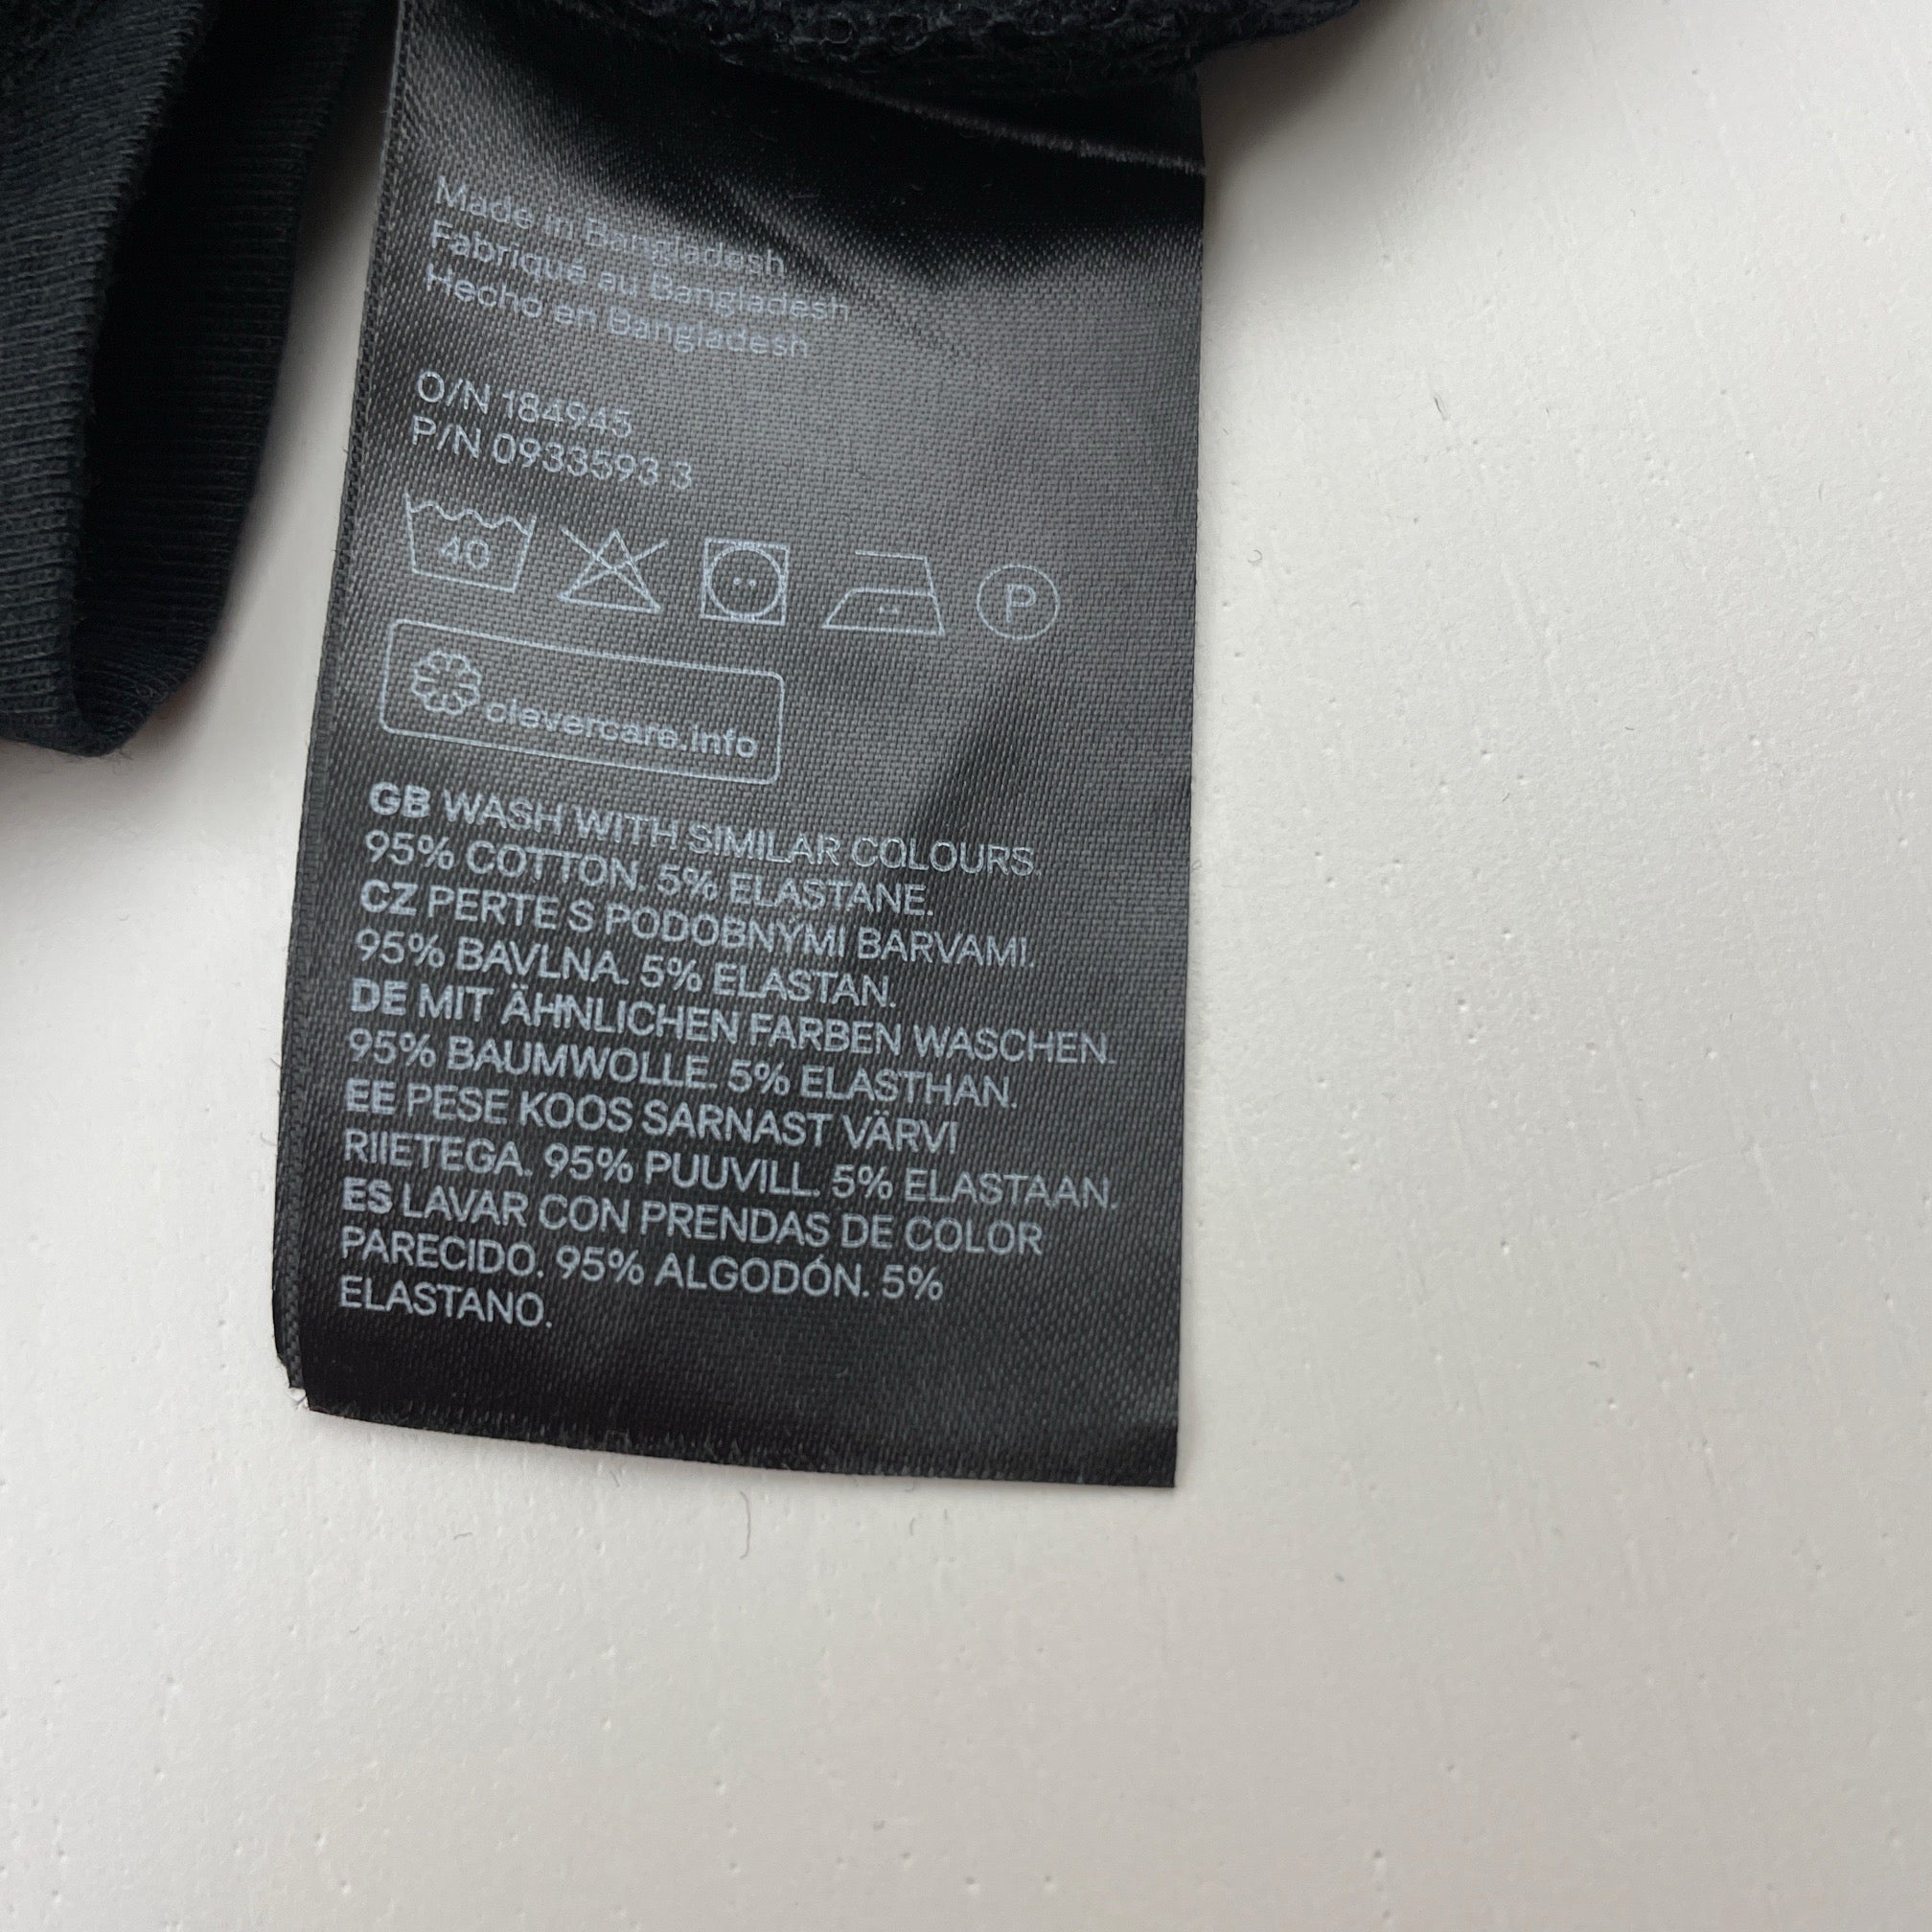 Made in Bangladesh
Fabriqué au Bangladesh
Hecho en Bangladesh
O/N 184945
P/N 0933593 3
40
P
clevercare.info
GB WASH WITH SIMILAR COLOURS.
95% COTTON. 5% ELASTANE.
CZ PERTE S PODOBNÝMI BARVAMI.
95% BAVLNA. 5% ELASTAN.
DE MIT ÄHNLICHEN FARBEN WASCHEN.
95% BAUMWOLLE. 5% ELASTHAN.
EE PESE KOOS SARNAST VÄRVI
RIIETEGA. 95% PUUVILL. 5% ELASTAAN.
ES LAVAR CON PRENDAS DE COLOR
PARECIDO. 95% ALGODÓN. 5%
ELASTANO.